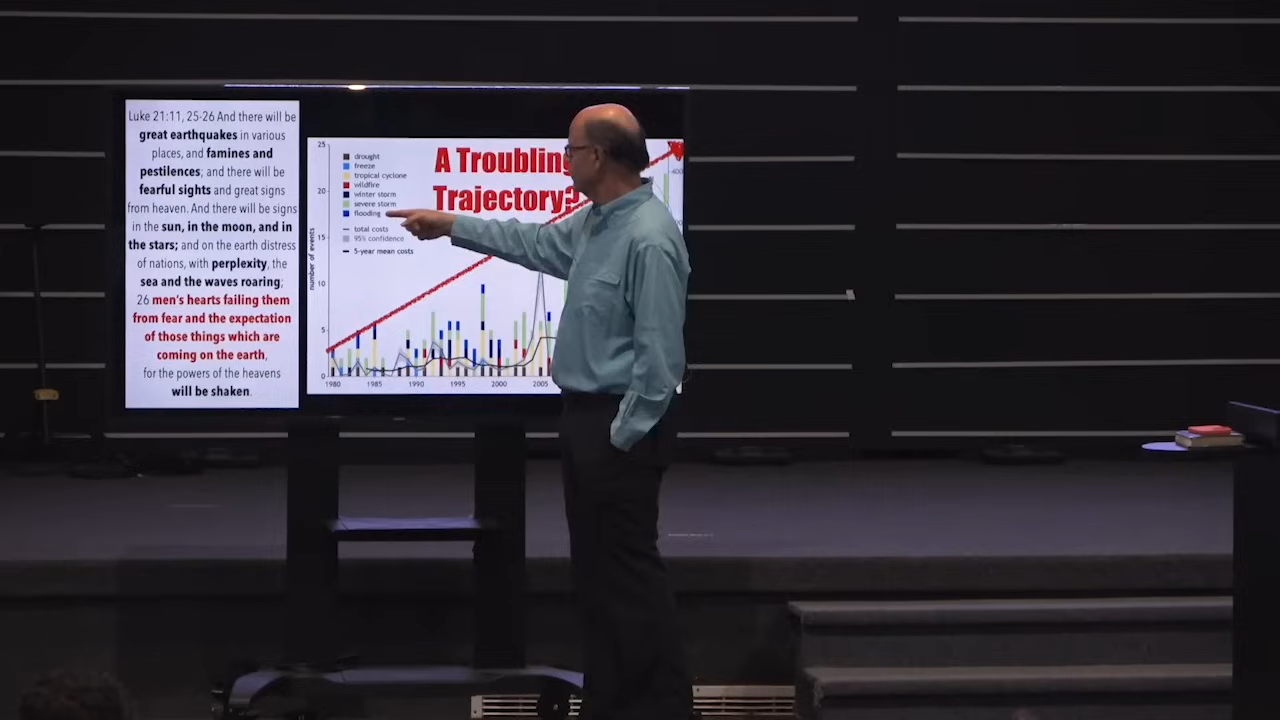 Luke 21:11, 25-26 And there will be
great earthquakes in various
places, and famines and
pestilences; and there will be
fearful sights and great signs
from heaven. And there will be signs
in the sun, in the moon, and in
the stars; and on the earth distress
of nations, with perplexity, the
sea and the waves roaring;
26 men's hearts failing them
from fear and the expectation
of those things which are
coming on the earth,
for the powers of the heavens
will be shaken.
A Troubling
Trajectory?
25
20
15
10
5
0
number of events
drought
freeze
tropical cyclone
wildfire
winter storm
severe storm
flooding
total costs
95% confidence
5-year mean costs
1980
1985
1990
1995
2000
2005
400